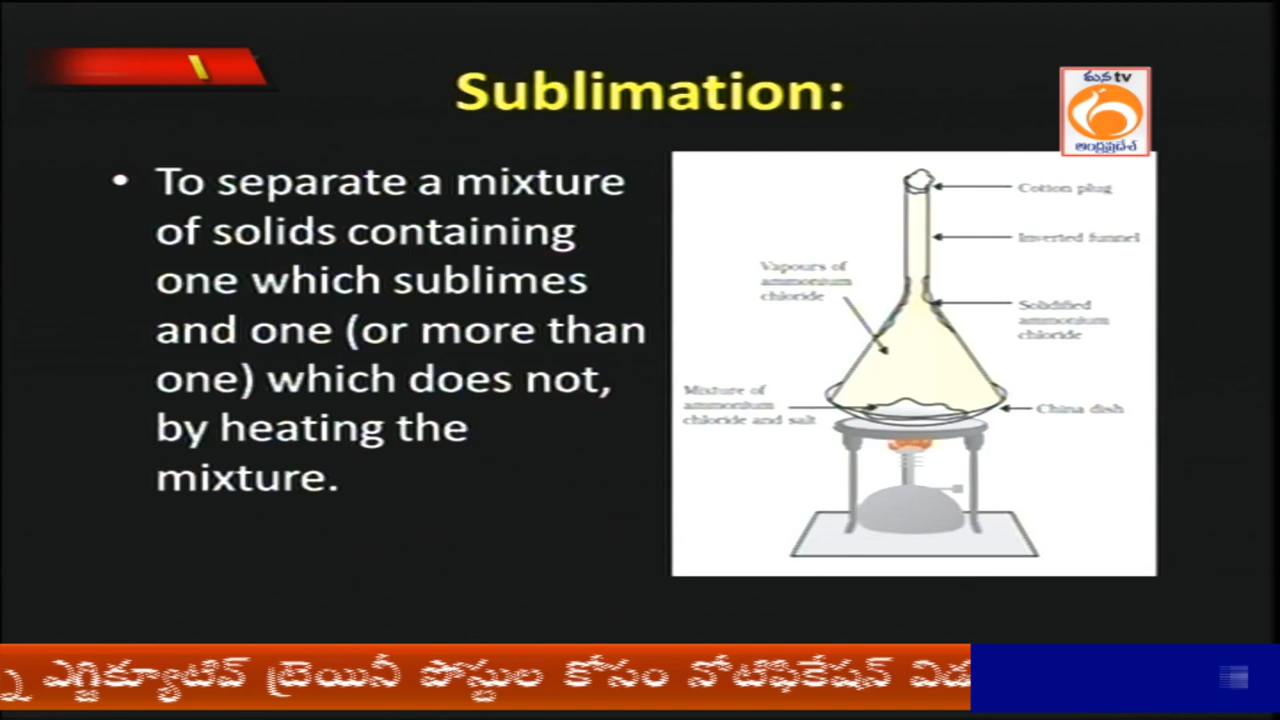 Sublimation:
మన tv
ఆంధ్రప్రదేశ్
• To separate a mixture
of solids containing
one which sublimes
and one (or more than
one) which does not,
by heating the
mixture.
Cotton plug
Inverted funnel
Vapours of
ammonium
chloride
Solidified
ammonium
chloride
Mixture of
ammonium
chloride and salt
China dish
ఎగ్జిక్యూటివ్ ట్రెయినీ పోస్టుల కోసం నోటిఫికేషన్